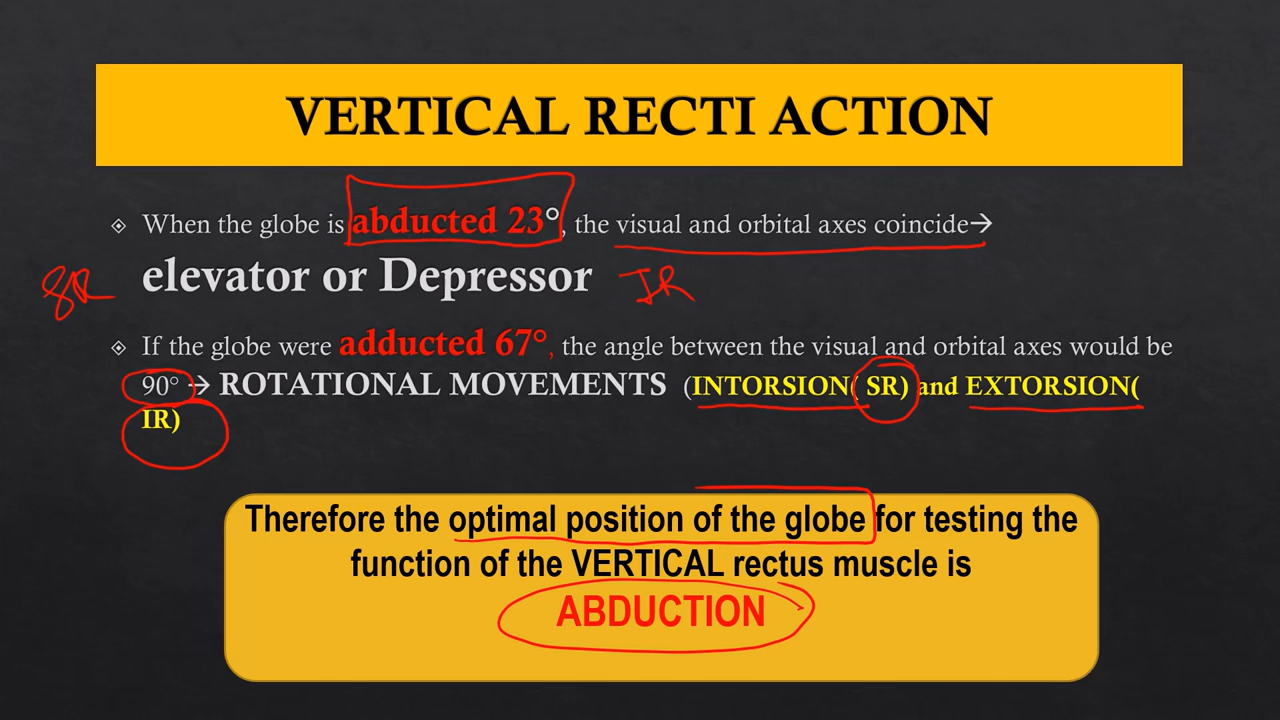 VERTICAL RECTI ACTION
When the globe is abducted 23°, the visual and orbital axes coincide→
SR elevator or Depressor IR
If the globe were adducted 67°, the angle between the visual and orbital axes would be
90° → ROTATIONAL MOVEMENTS (INTORSION( SR) and EXTORSION(
IR)
Therefore the optimal position of the globe for testing the
function of the VERTICAL rectus muscle is
ABDUCTION